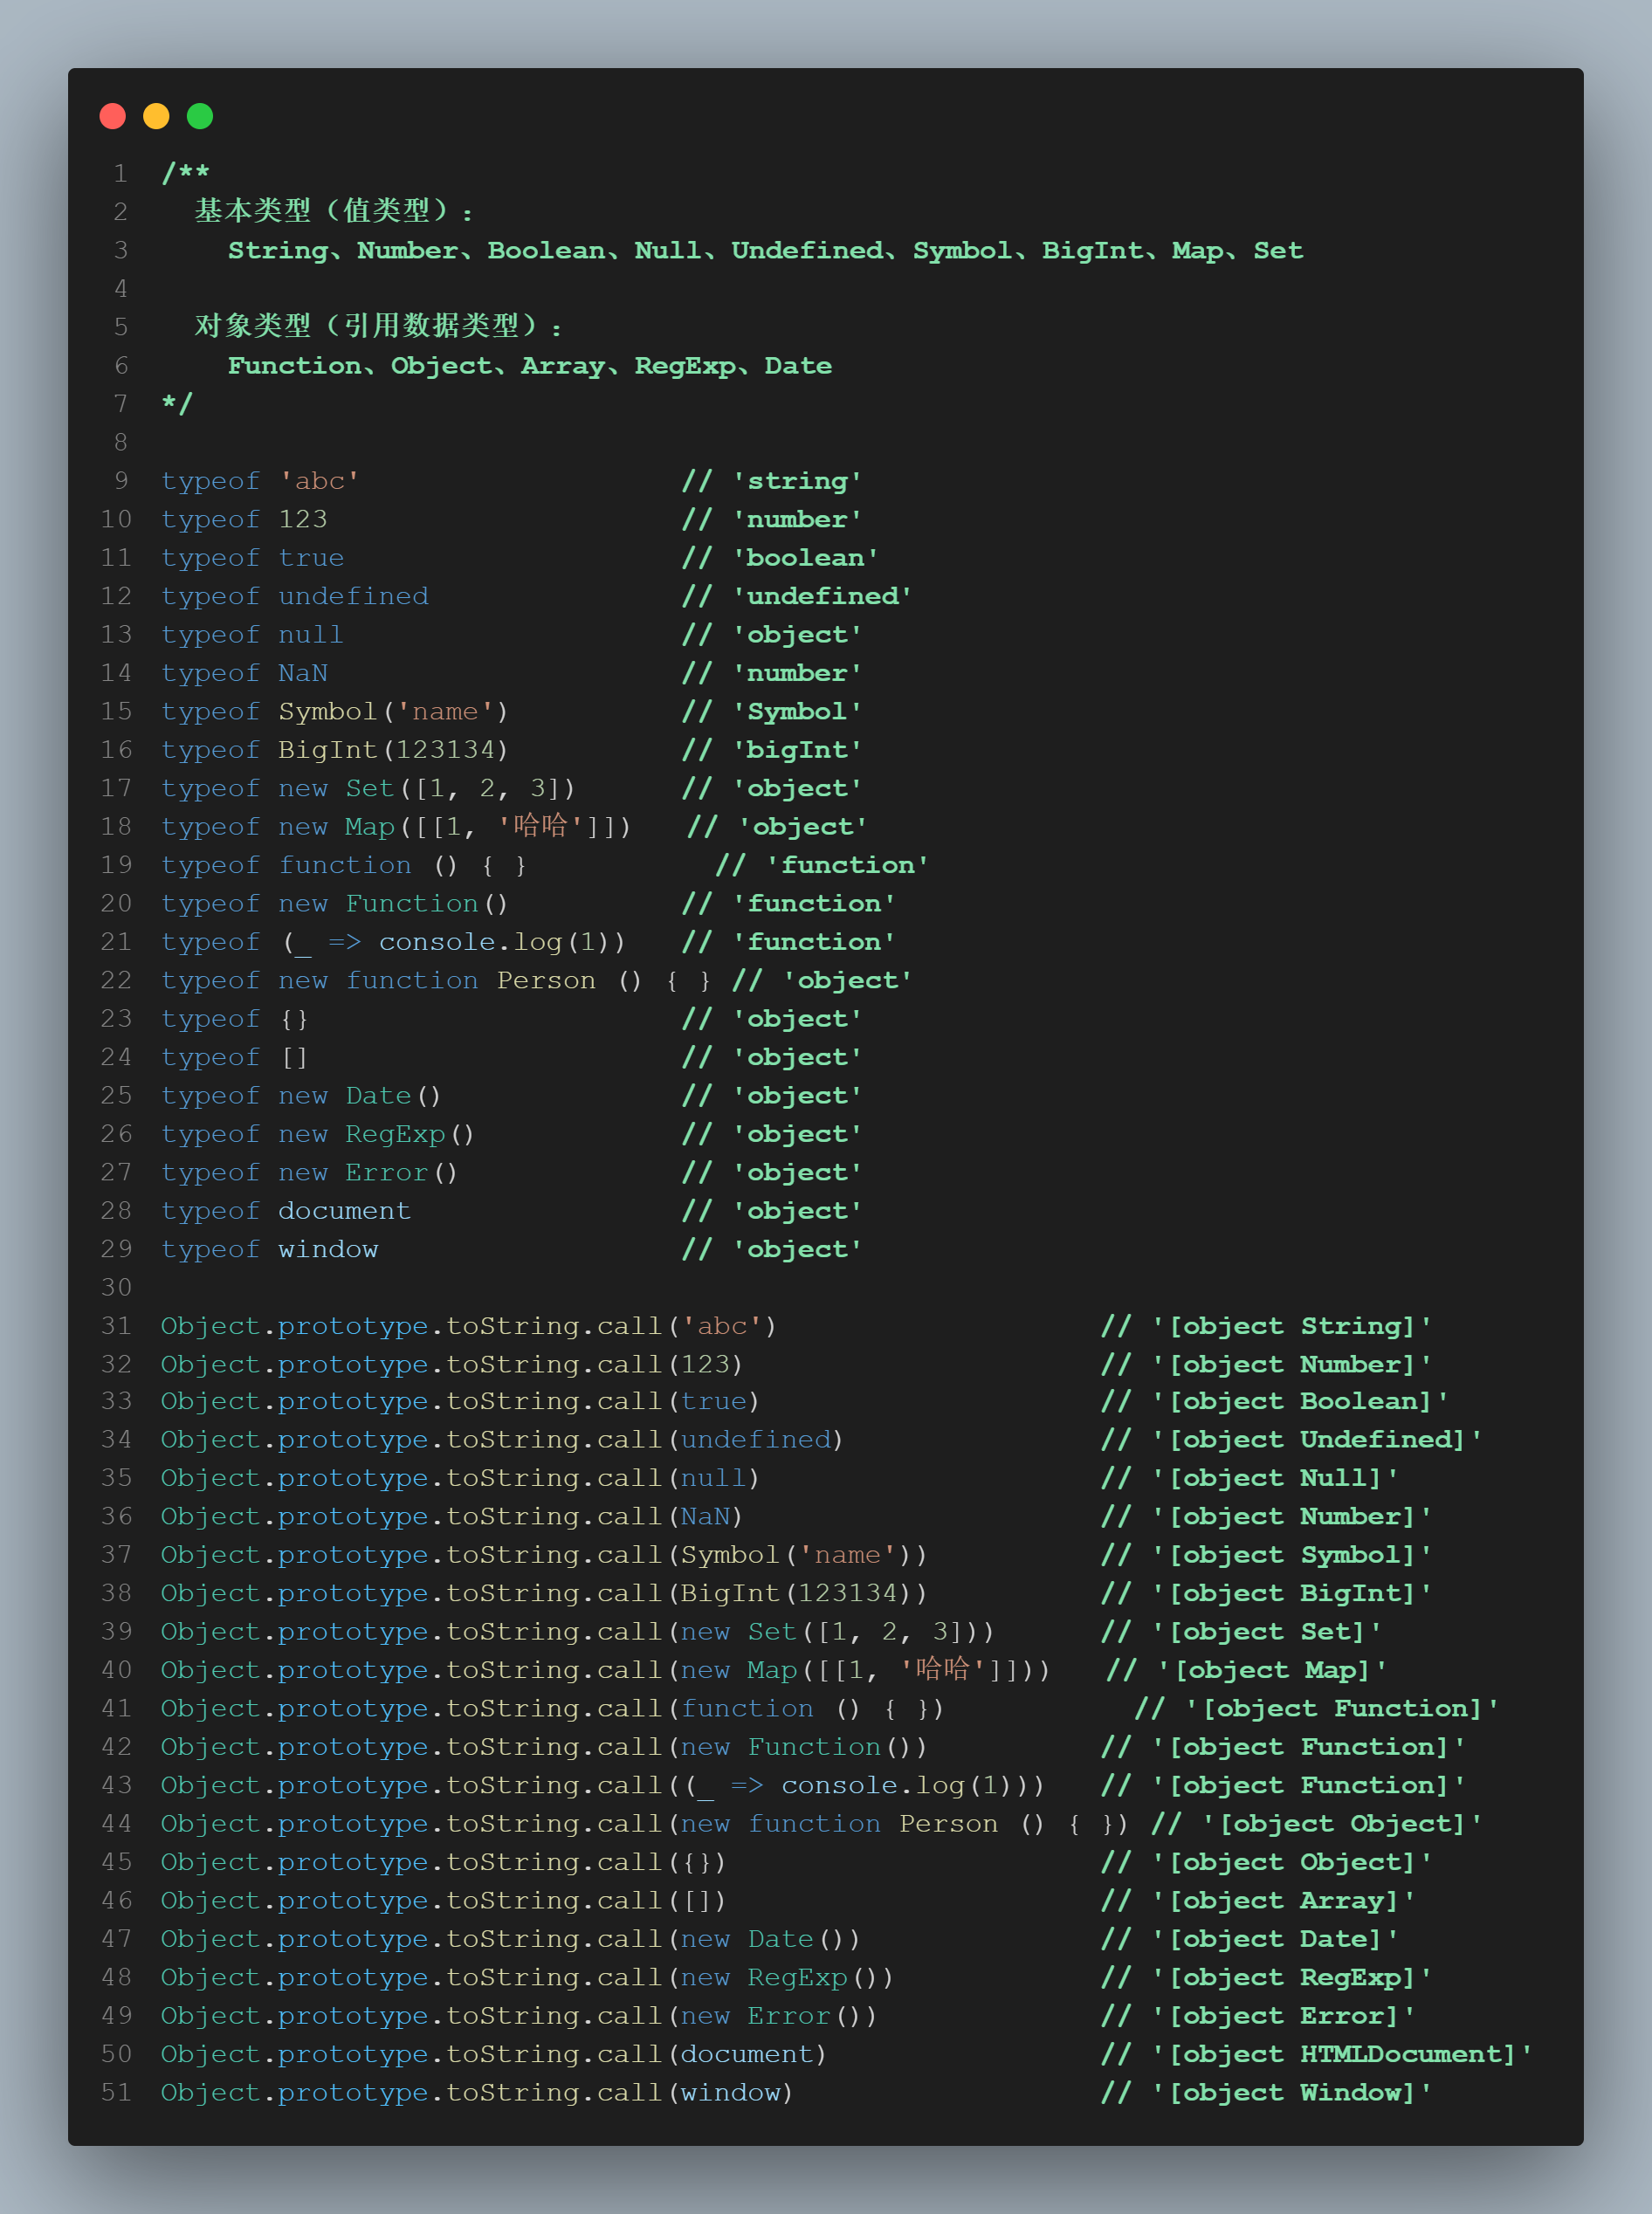 1 /**
2   基本类型（值类型）：
3     String、Number、Boolean、Null、Undefined、Symbol、BigInt、Map、Set
4
5   对象类型（引用数据类型）：
6     Function、Object、Array、RegExp、Date
7 */
8
9 typeof 'abc'                   // 'string'
10 typeof 123                     // 'number'
11 typeof true                    // 'boolean'
12 typeof undefined               // 'undefined'
13 typeof null                    // 'object'
14 typeof NaN                     // 'number'
15 typeof Symbol('name')          // 'Symbol'
16 typeof BigInt(123134)          // 'bigInt'
17 typeof new Set([1, 2, 3])      // 'object'
18 typeof new Map([[1, '哈哈']])   // 'object'
19 typeof function () { }           // 'function'
20 typeof new Function()          // 'function'
21 typeof (_ => console.log(1))   // 'function'
22 typeof new function Person () { } // 'object'
23 typeof {}                      // 'object'
24 typeof []                      // 'object'
25 typeof new Date()              // 'object'
26 typeof new RegExp()            // 'object'
27 typeof new Error()             // 'object'
28 typeof document                // 'object'
29 typeof window                  // 'object'
30
31 Object.prototype.toString.call('abc')                   // '[object String]'
32 Object.prototype.toString.call(123)                     // '[object Number]'
33 Object.prototype.toString.call(true)                    // '[object Boolean]'
34 Object.prototype.toString.call(undefined)               // '[object Undefined]'
35 Object.prototype.toString.call(null)                    // '[object Null]'
36 Object.prototype.toString.call(NaN)                     // '[object Number]'
37 Object.prototype.toString.call(Symbol('name'))          // '[object Symbol]'
38 Object.prototype.toString.call(BigInt(123134))          // '[object BigInt]'
39 Object.prototype.toString.call(new Set([1, 2, 3]))      // '[object Set]'
40 Object.prototype.toString.call(new Map([[1, '哈哈']]))   // '[object Map]'
41 Object.prototype.toString.call(function () { })           // '[object Function]'
42 Object.prototype.toString.call(new Function())          // '[object Function]'
43 Object.prototype.toString.call((_ => console.log(1)))   // '[object Function]'
44 Object.prototype.toString.call(new function Person () { }) // '[object Object]'
45 Object.prototype.toString.call({})                      // '[object Object]'
46 Object.prototype.toString.call([])                      // '[object Array]'
47 Object.prototype.toString.call(new Date())              // '[object Date]'
48 Object.prototype.toString.call(new RegExp())            // '[object RegExp]'
49 Object.prototype.toString.call(new Error())             // '[object Error]'
50 Object.prototype.toString.call(document)                // '[object HTMLDocument]'
51 Object.prototype.toString.call(window)                  // '[object Window]'